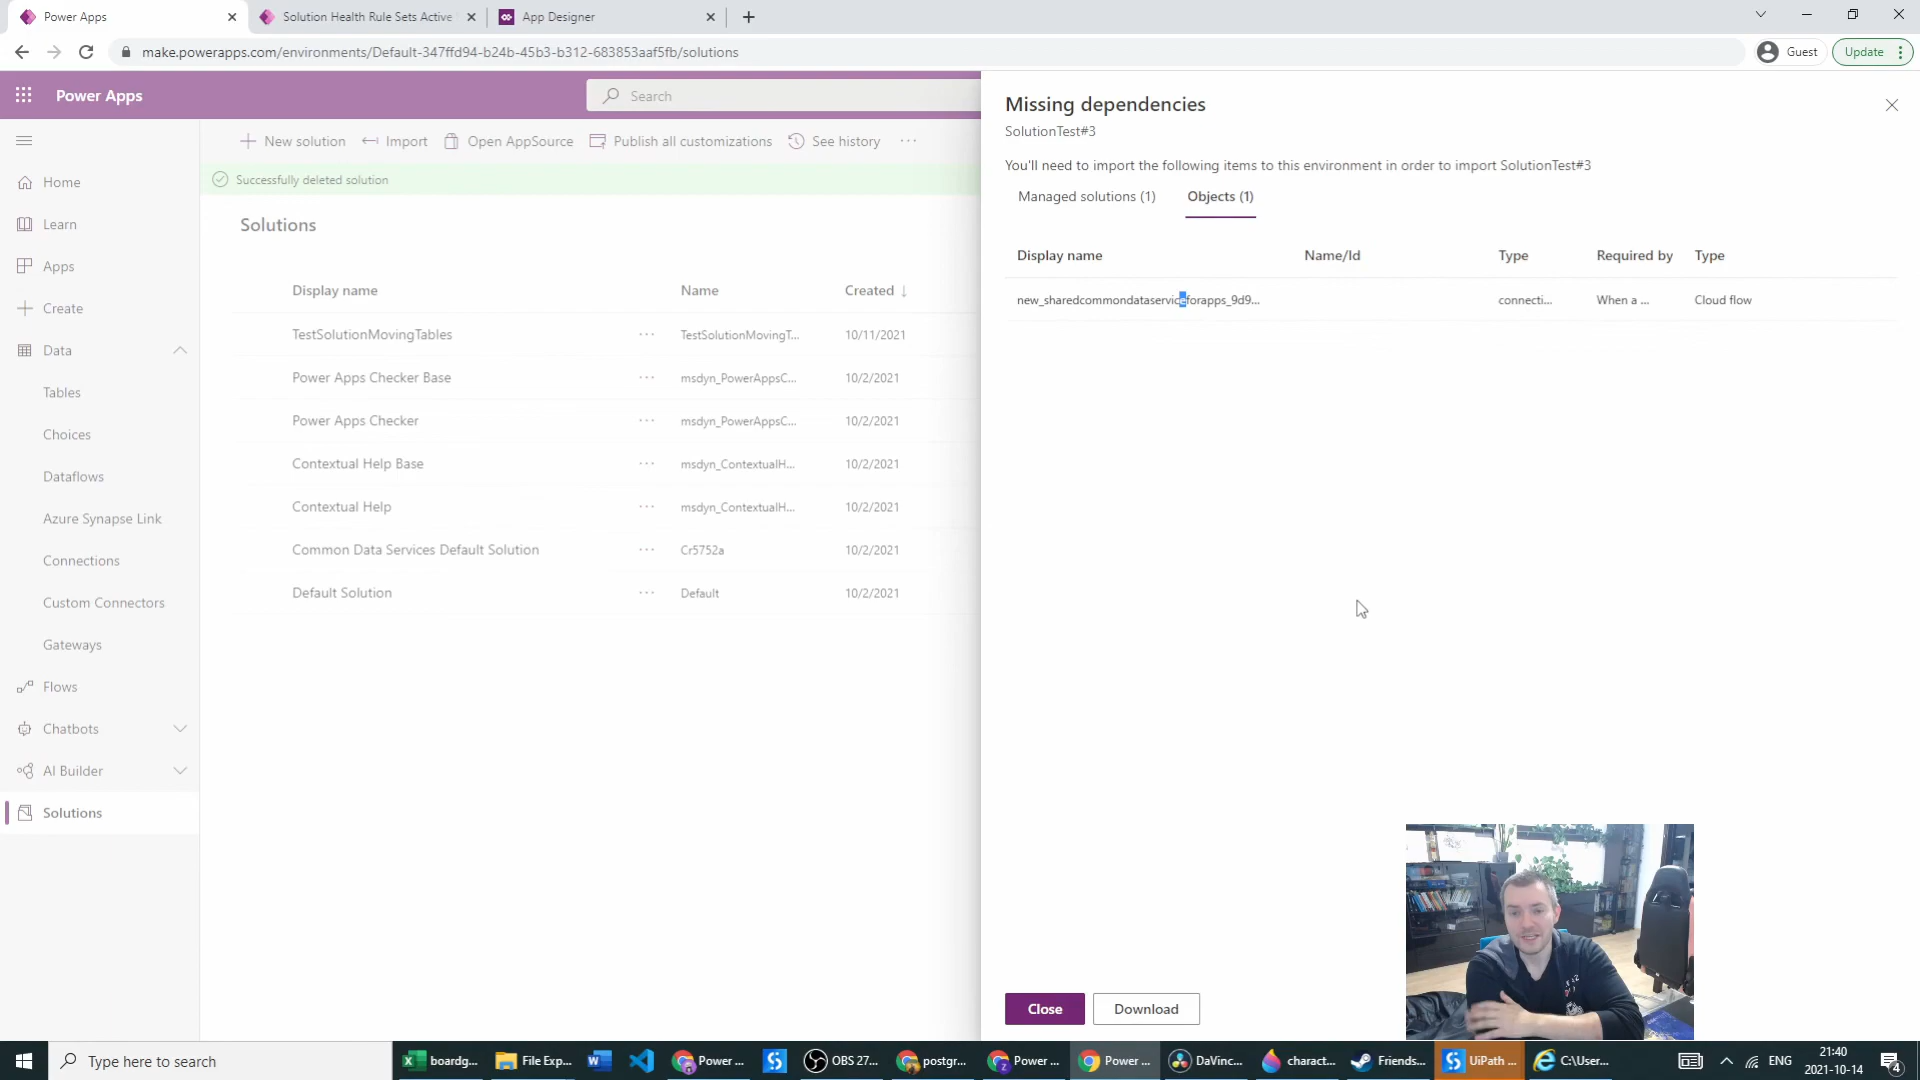 Power Apps
Solution Health Rule Sets Active
App Designer
make.powerapps.com/environments/Default-347ffd94-b24b-45b3-b312-683853aaf5fb/solutions
Guest
Update
Power Apps
Search
New solution
Import
Open AppSource
Publish all customizations
See history
Successfully deleted solution
Home
Learn
Apps
Create
Data
Tables
Choices
Dataflows
Azure Synapse Link
Connections
Custom Connectors
Gateways
Flows
Chatbots
AI Builder
Solutions
Solutions
Display name Name Created
TestSolutionMovingTables TestSolutionMovingT... 10/11/2021
Power Apps Checker Base msdyn_PowerAppsC... 10/2/2021
Power Apps Checker msdyn_PowerAppsC... 10/2/2021
Contextual Help Base msdyn_ContextualH... 10/2/2021
Contextual Help msdyn_ContextualH... 10/2/2021
Common Data Services Default Solution Cr5752a 10/2/2021
Default Solution Default 10/2/2021
Missing dependencies
SolutionTest#3
You'll need to import the following items to this environment in order to import SolutionTest#3
Managed solutions (1) Objects (1)
Display name Name/Id Type Required by Type
new_sharedcommondataserviceforapps_9d9... connecti... When a ... Cloud flow
Close
Download
Type here to search
boardg...
File Exp...
Power ...
OBS 27...
postgr...
Power ...
Power ...
DaVinc...
charact...
Friends...
UiPath ...
C:\User...
ENG
21:40
2021-10-14
4